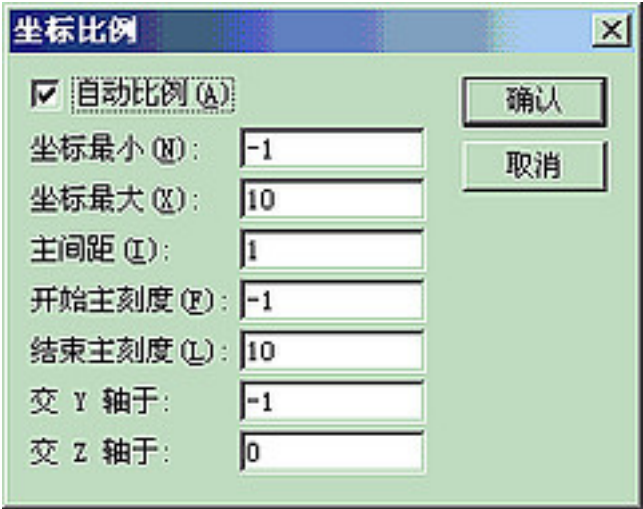 坐标比例
自动比例(A)
确认
坐标最小(N): -1
取消
坐标最大(X): 10
主间距(I): 1
开始主刻度(F): -1
结束主刻度(L): 10
交 Y 轴于: -1
交 Z 轴于: 0